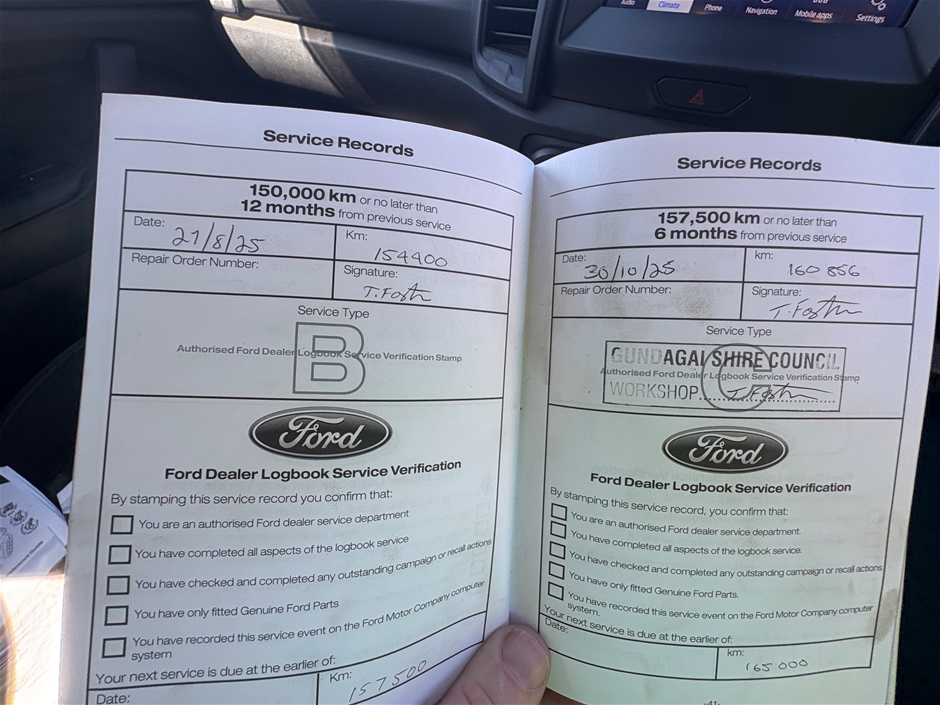 Audio Climate Phone Navigation Mobile apps Settings
Service Records
150,000 km or no later than
12 months from previous service
Date:
27/8/25
Km:
154400
Repair Order Number:
Signature:
T.Foster
Service Type
B
Authorised Ford Dealer Logbook Service Verification Stamp
Ford
Ford Dealer Logbook Service Verification
By stamping this service record you confirm that:
You are an authorised Ford dealer service department
You have completed all aspects of the logbook service
You have checked and completed any outstanding campaign or recall actions
You have only fitted Genuine Ford Parts
You have recorded this service event on the Ford Motor Company computer
system
Your next service is due at the earlier of:
Date:
Km:
157500
Service Records
157,500 km or no later than
6 months from previous service
Date:
30/10/25
km:
160 856
Repair Order Number:
Signature:
T.Foster
Service Type
GUNDAGAI SHIRE COUNCIL
C
Authorised Ford Dealer Logbook Service Verification Stamp
WORKSHOP.....T.Foster.....
Ford
Ford Dealer Logbook Service Verification
By stamping this service record, you confirm that:
You are an authorised Ford dealer service department.
You have completed all aspects of the logbook service.
You have checked and completed any outstanding campaign or recall actions.
You have only fitted Genuine Ford Parts.
You have recorded this service event on the Ford Motor Company computer
system.
Your next service is due at the earlier of:
Date:
km:
165 000
-41-